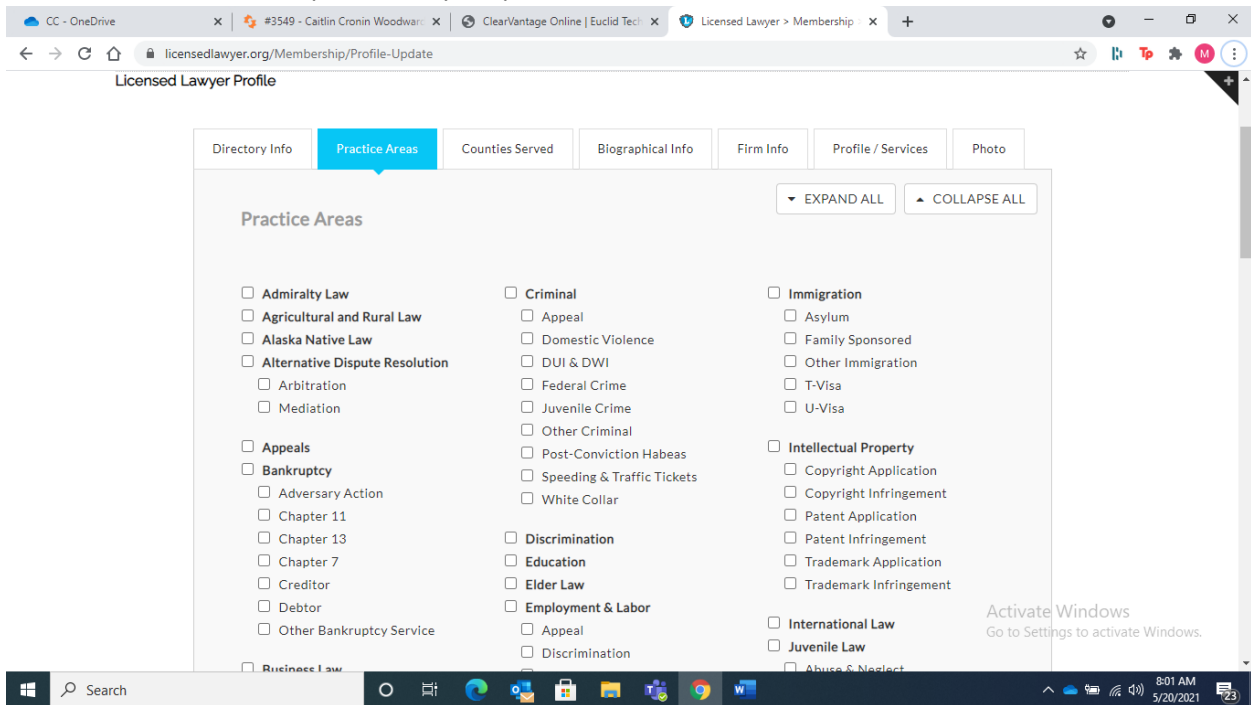 CC - OneDrive
#3549 - Caitlin Cronin Woodward
ClearVantage Online | Euclid Tech
Licensed Lawyer > Membership >
licensedlawyer.org/Membership/Profile-Update
Tp
M
Licensed Lawyer Profile
Directory Info
Practice Areas
Counties Served
Biographical Info
Firm Info
Profile / Services
Photo
EXPAND ALL
COLLAPSE ALL
Practice Areas
Admiralty Law
Agricultural and Rural Law
Alaska Native Law
Alternative Dispute Resolution
Arbitration
Mediation
Appeals
Bankruptcy
Adversary Action
Chapter 11
Chapter 13
Chapter 7
Creditor
Debtor
Other Bankruptcy Service
Business Law
Criminal
Appeal
Domestic Violence
DUI & DWI
Federal Crime
Juvenile Crime
Other Criminal
Post-Conviction Habeas
Speeding & Traffic Tickets
White Collar
Discrimination
Education
Elder Law
Employment & Labor
Appeal
Discrimination
Immigration
Asylum
Family Sponsored
Other Immigration
T-Visa
U-Visa
Intellectual Property
Copyright Application
Copyright Infringement
Patent Application
Patent Infringement
Trademark Application
Trademark Infringement
International Law
Juvenile Law
Abuse & Neglect
Activate Windows
Go to Settings to activate Windows.
Search
W
8:01 AM
5/20/2021
23